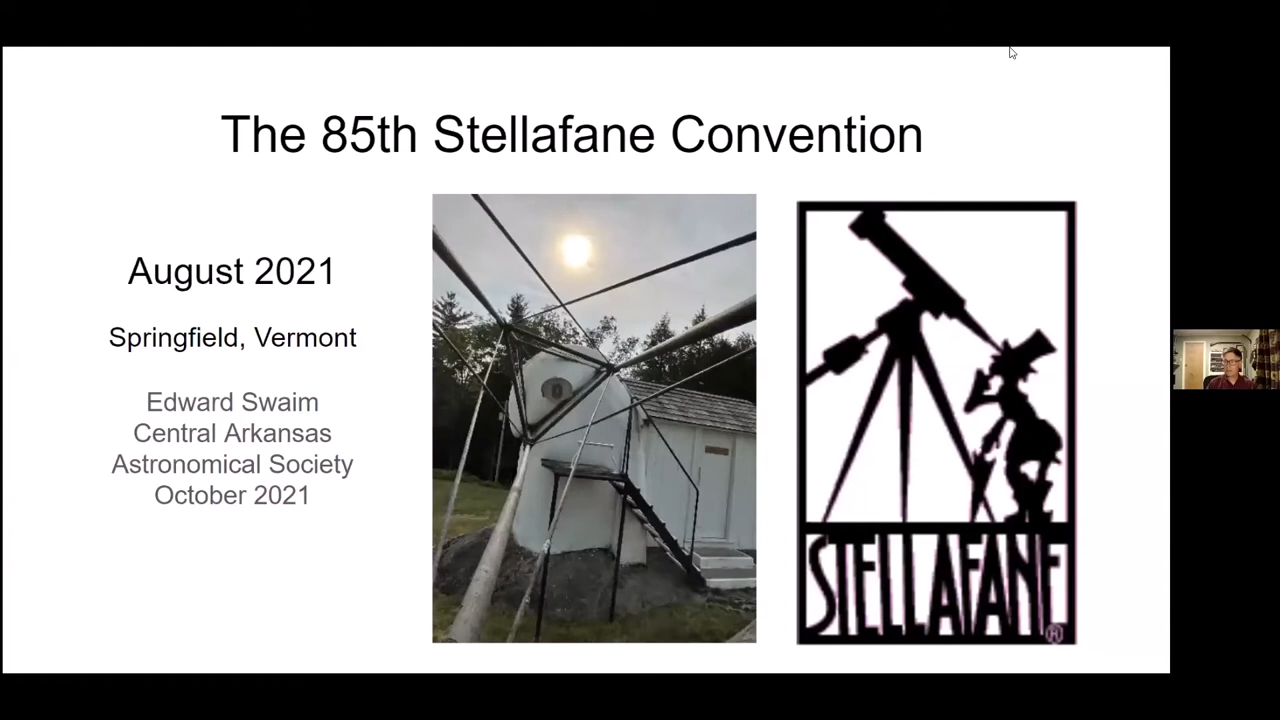 The 85th Stellafane Convention
August 2021
Springfield, Vermont
Edward Swaim
Central Arkansas
Astronomical Society
October 2021
STELLAFANE®